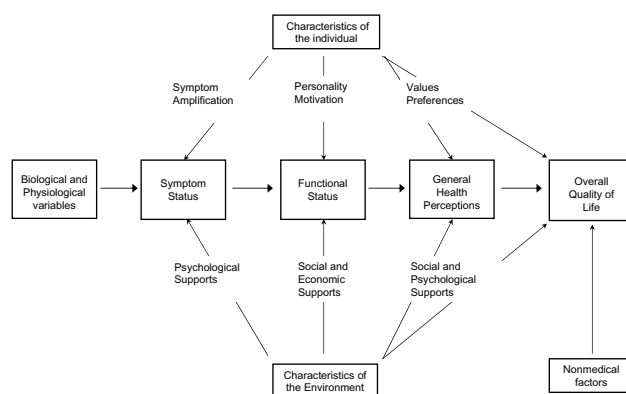 Characteristics of
the individual
Symptom
Amplification
Personality
Motivation
Values
Preferences
Biological and
Physiological
variables
Symptom
Status
Functional
Status
General
Health
Perceptions
Overall
Quality of
Life
Psychological
Supports
Social and
Economic
Supports
Social and
Psychological
Supports
Characteristics of
the Environment
Nonmedical
factors